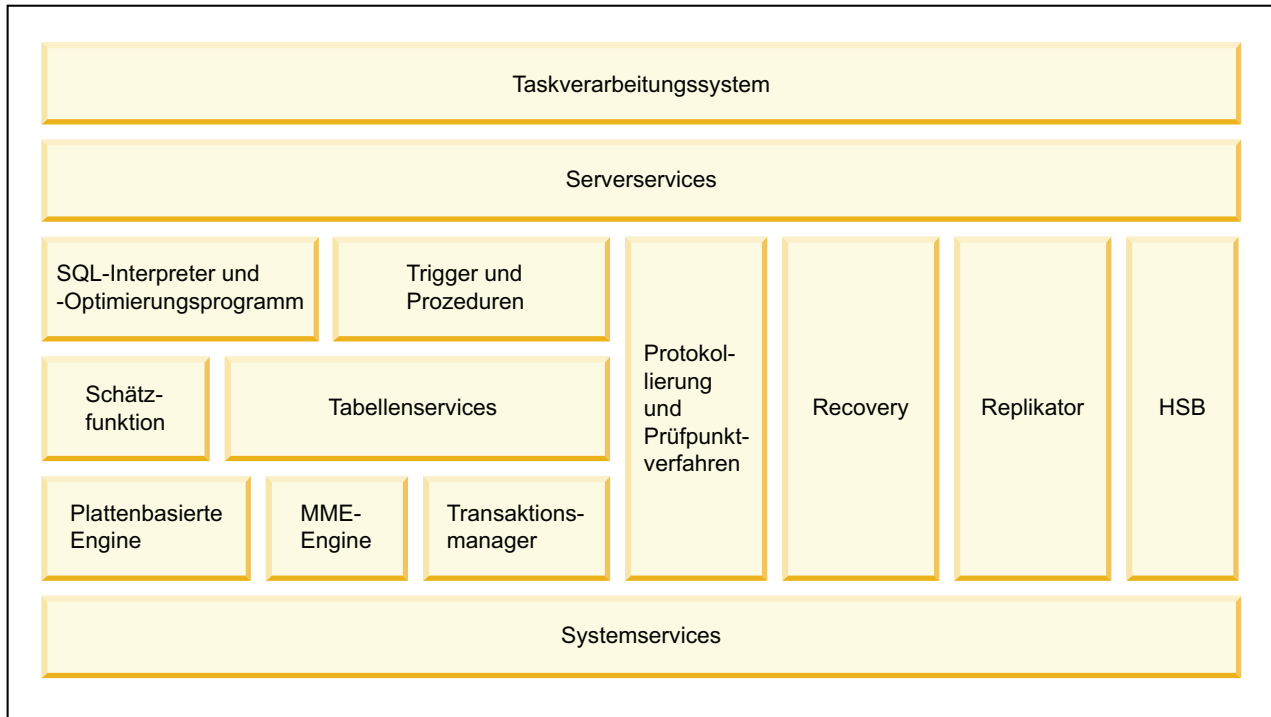 Taskverarbeitungssystem
Serverservices
SQL-Interpreter und
-Optimierungsprogramm
Trigger und
Prozeduren
Schätz-
funktion
Tabellenservices
Plattenbasierte
Engine
MME-
Engine
Transaktions-
manager
Protokol-
lierung
und
Prüfpunkt-
verfahren
Recovery
Replikator
HSB
Systemservices